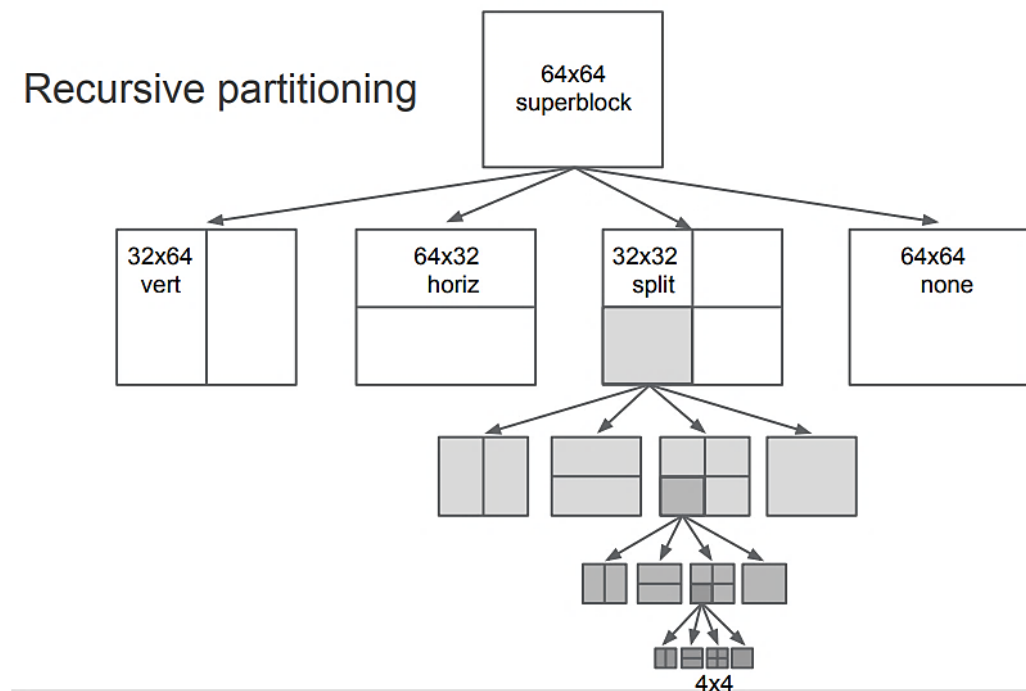 Recursive partitioning
64x64
superblock
32x64
vert
64x32
horiz
32x32
split
64x64
none
4x4